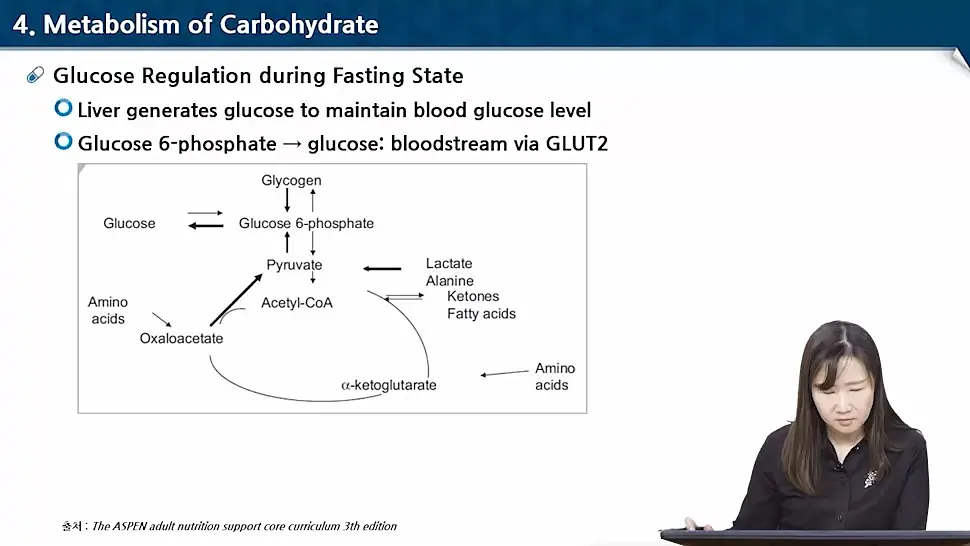 4. Metabolism of Carbohydrate
Glucose Regulation during Fasting State
Liver generates glucose to maintain blood glucose level
Glucose 6-phosphate → glucose: bloodstream via GLUT2
Glycogen
Glucose
Glucose 6-phosphate
Pyruvate
Lactate
Alanine
Acetyl-CoA
Ketones
Fatty acids
Amino
acids
Oxaloacetate
α-ketoglutarate
Amino
acids
출처 : The ASPEN adult nutrition support core curriculum 3th edition